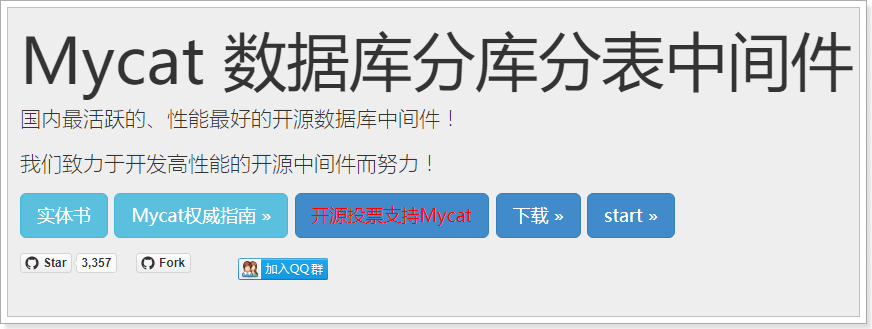 Mycat 数据库分库分表中间件
国内最活跃的、性能最好的开源数据库中间件！
我们致力于开发高性能的开源中间件而努力！
实体书 Mycat权威指南 » 开源投票支持Mycat 下载 » start »
Star 3,357 Fork 加入QQ群